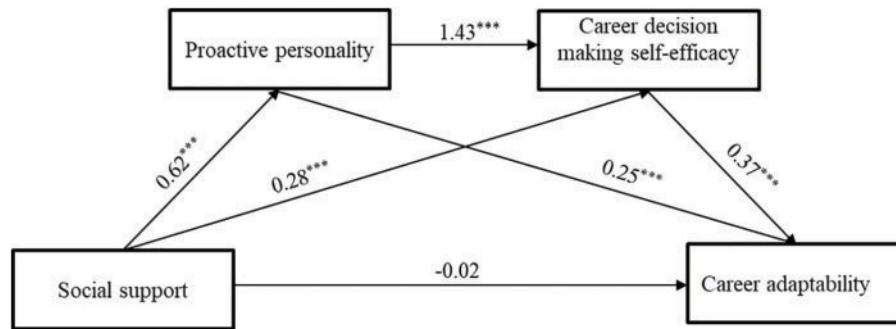 Career decision
Proactive personality
1.43***
making self-efficacy
0.62***
0.28***
0.25***
0.37***
-0.02
Social support
Career adaptability